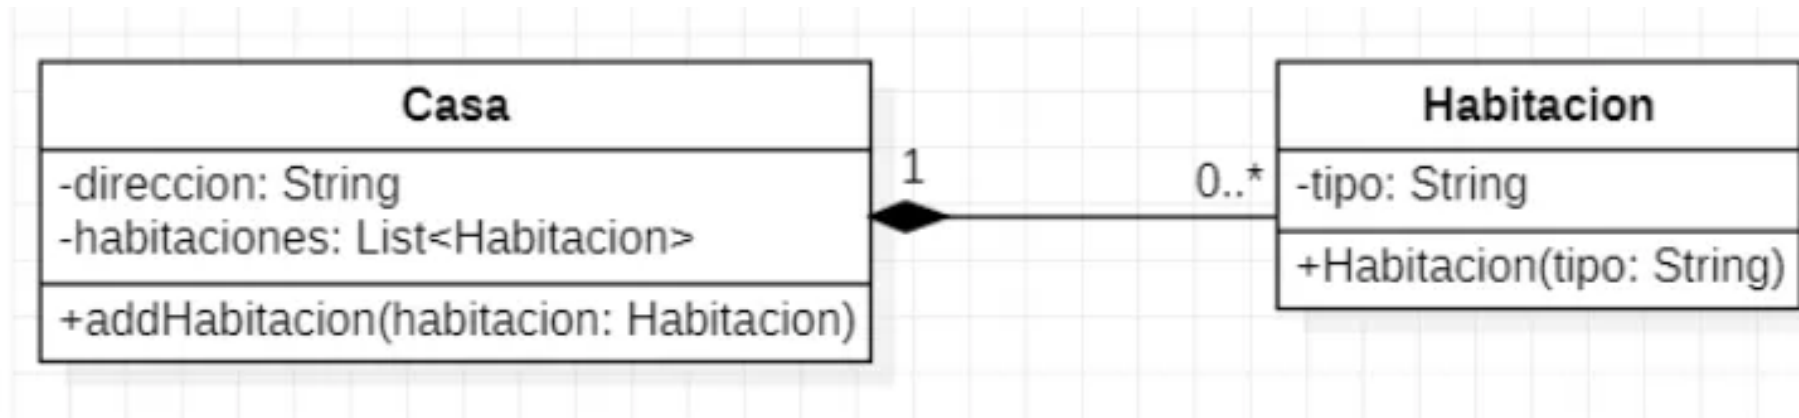 Casa
-direccion: String
-habitaciones: List<Habitacion>
+addHabitacion(habitacion: Habitacion)
1
0..*
Habitacion
-tipo: String
+Habitacion(tipo: String)